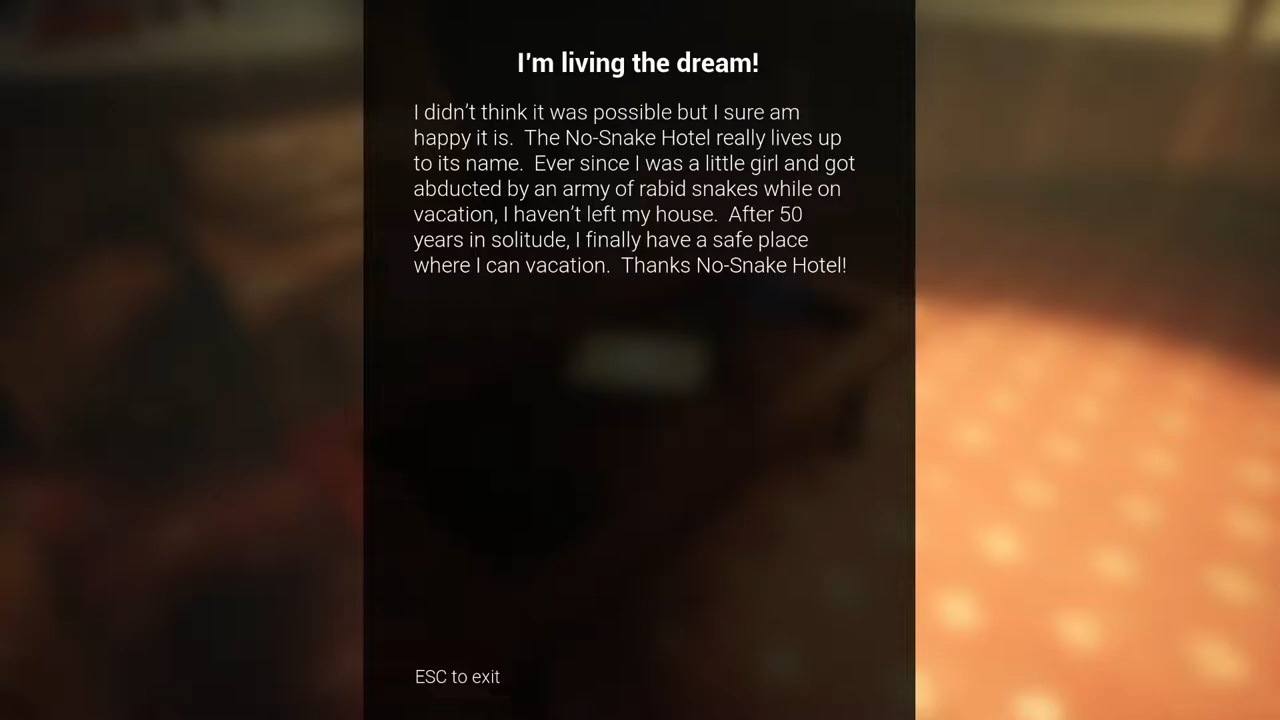 I'm living the dream!
I didn’t think it was possible but I sure am
happy it is.  The No-Snake Hotel really lives up
to its name.  Ever since I was a little girl and got
abducted by an army of rabid snakes while on
vacation, I haven’t left my house.  After 50
years in solitude, I finally have a safe place
where I can vacation.  Thanks No-Snake Hotel!
ESC to exit